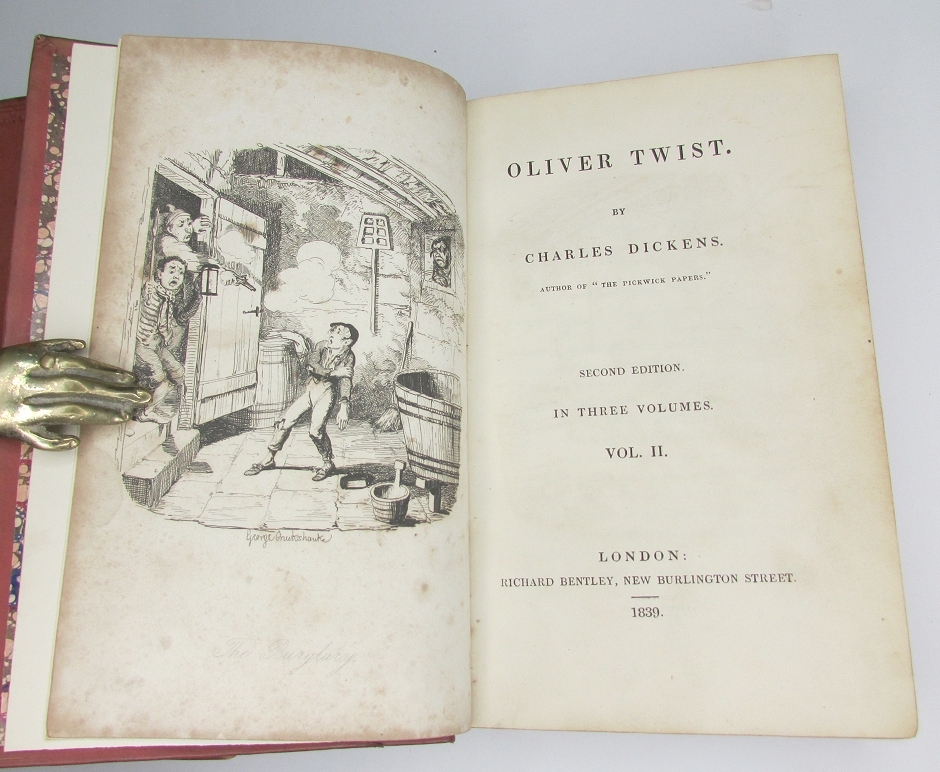 George Cruikshank
The Burglary
OLIVER TWIST.
BY
CHARLES DICKENS.
AUTHOR OF “THE PICKWICK PAPERS.”
SECOND EDITION.
IN THREE VOLUMES.
VOL. II.
LONDON:
RICHARD BENTLEY, NEW BURLINGTON STREET.
1839.